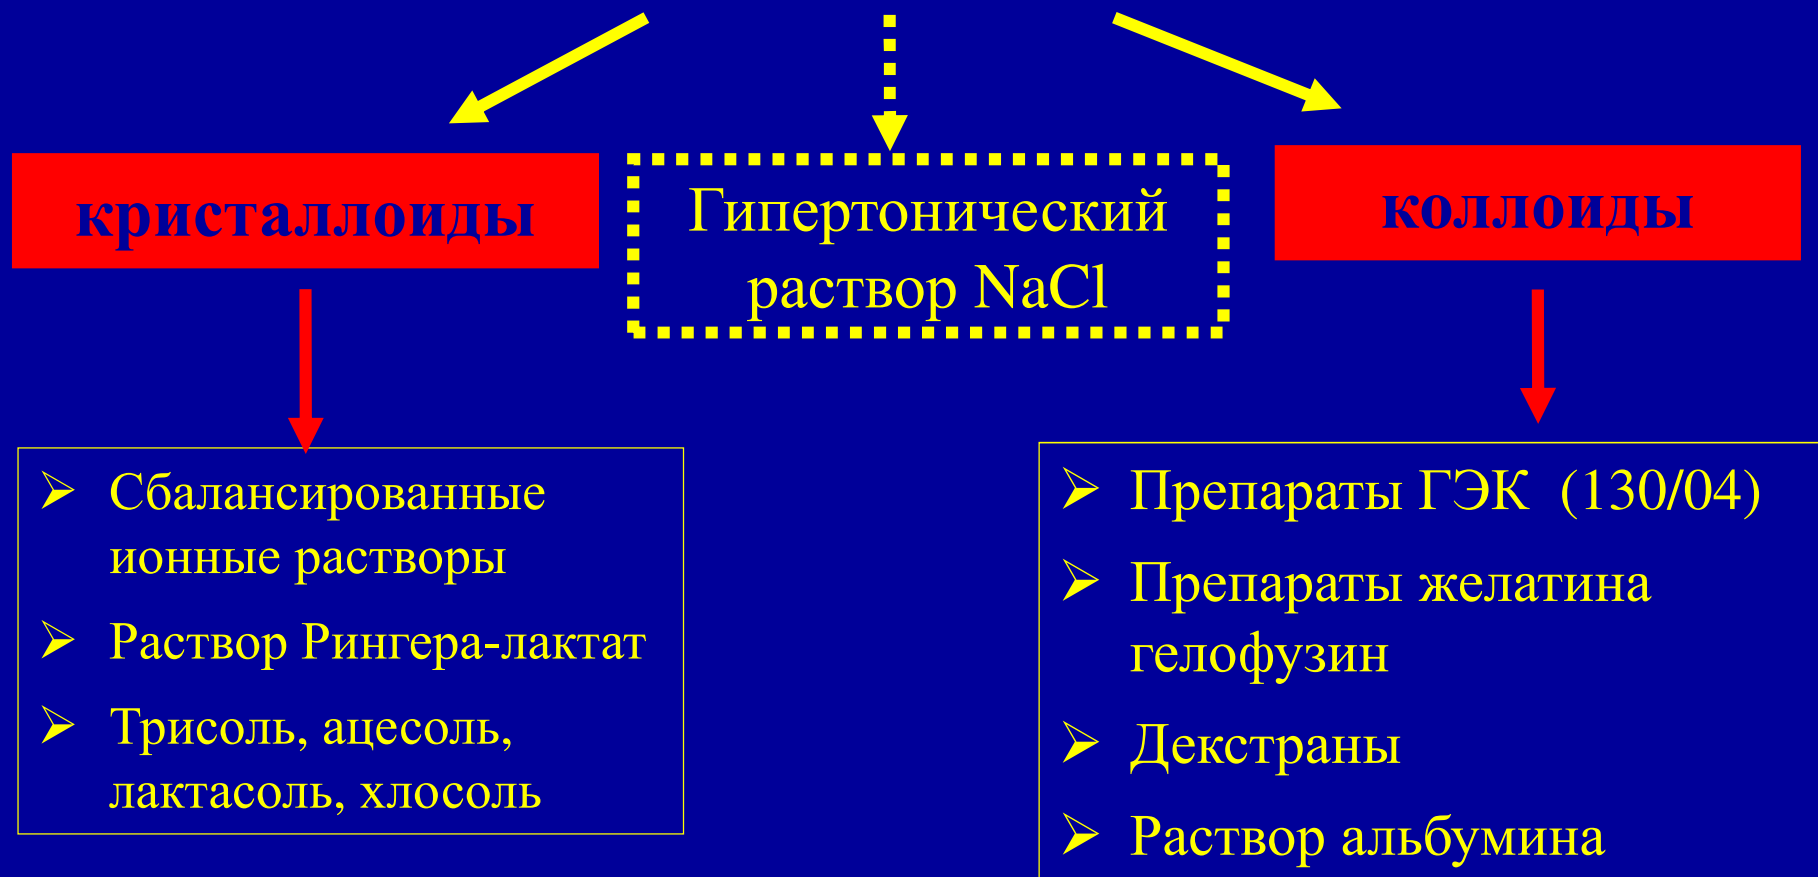 кристаллоиды
Гипертонический
раствор NaCl
коллоиды
Сбалансированные
ионные растворы
Раствор Рингера-лактат
Трисоль, ацесоль,
лактасоль, хлосоль
Препараты ГЭК (130/04)
Препараты желатина
гелофузин
Декстраны
Раствор альбумина